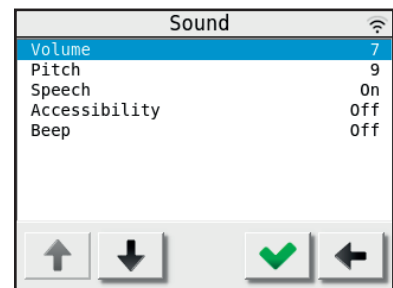 Sound
Volume 7
Pitch 9
Speech On
Accessibility Off
Beep Off